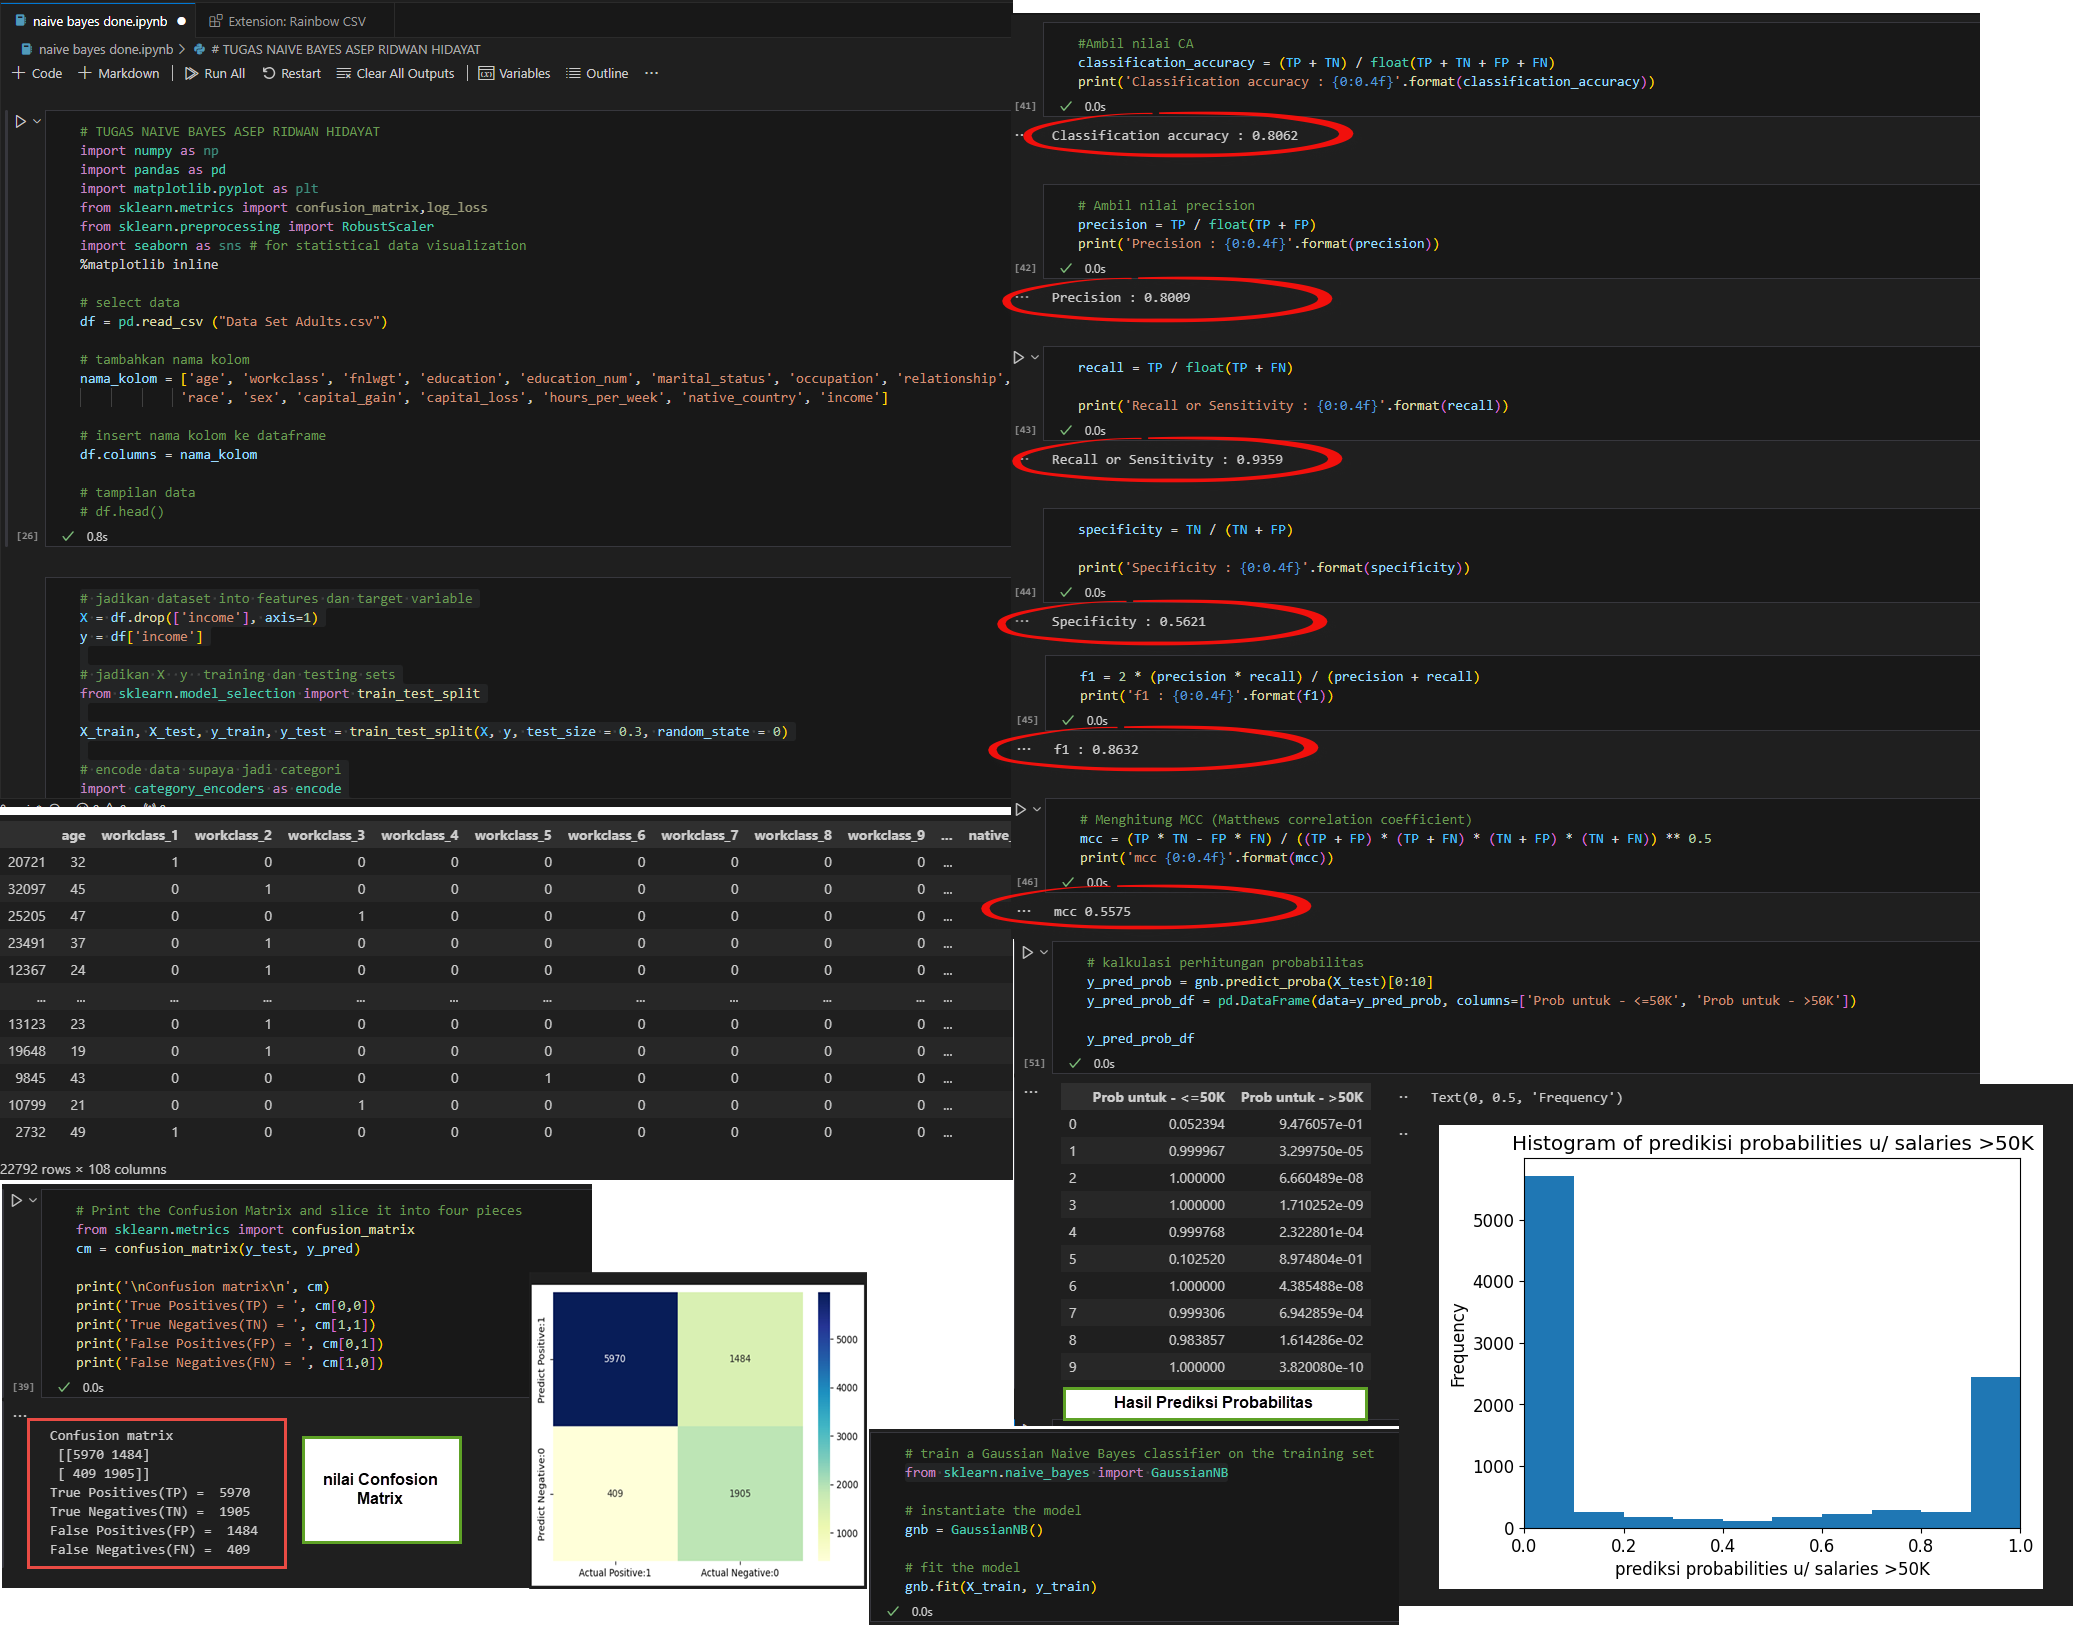 naive bayes done.ipynb ●
Extension: Rainbow CSV
naive bayes done.ipynb > # TUGAS NAIVE BAYES ASEP RIDWAN HIDAYAT
+ Code + Markdown | Run All Restart Clear All Outputs | Variables Outline ...
# TUGAS NAIVE BAYES ASEP RIDWAN HIDAYAT
import numpy as np
import pandas as pd
import matplotlib.pyplot as plt
from sklearn.metrics import confusion_matrix,log_loss
from sklearn.preprocessing import RobustScaler
import seaborn as sns # for statistical data visualization
%matplotlib inline
# select data
df = pd.read_csv ("Data Set Adults.csv")
# tambahkan nama kolom
nama_kolom = ['age', 'workclass', 'fnlwgt', 'education', 'education_num', 'marital_status', 'occupation', 'relationship',
'race', 'sex', 'capital_gain', 'capital_loss', 'hours_per_week', 'native_country', 'income']
# insert nama kolom ke dataframe
df.columns = nama_kolom
# tampilan data
# df.head()
[26] ✓ 0.8s
# jadikan dataset into features dan target variable
X = df.drop(['income'], axis=1)
y = df['income']
# jadikan X y training dan testing sets
from sklearn.model_selection import train_test_split
X_train, X_test, y_train, y_test = train_test_split(X, y, test_size = 0.3, random_state = 0)
# encode data supaya jadi categori
import category_encoders as encode
age workclass_1 workclass_2 workclass_3 workclass_4 workclass_5 workclass_6 workclass_7 workclass_8 workclass_9 ... native_
20721 32 1 0 0 0 0 0 0 0 0 ...
32097 45 0 1 0 0 0 0 0 0 0 ...
25205 47 0 0 1 0 0 0 0 0 0 ...
23491 37 0 1 0 0 0 0 0 0 0 ...
12367 24 0 1 0 0 0 0 0 0 0 ...
... ... ... ... ... ... ... ... ... ... ... ...
13123 23 0 1 0 0 0 0 0 0 0 ...
19648 19 0 1 0 0 0 0 0 0 0 ...
9845 43 0 0 0 0 1 0 0 0 0 ...
10799 21 0 0 1 0 0 0 0 0 0 ...
2732 49 1 0 0 0 0 0 0 0 0 ...
22792 rows × 108 columns
# Print the Confusion Matrix and slice it into four pieces
from sklearn.metrics import confusion_matrix
cm = confusion_matrix(y_test, y_pred)
print('\nConfusion matrix\n', cm)
print('True Positives(TP) = ', cm[0,0])
print('True Negatives(TN) = ', cm[1,1])
print('False Positives(FP) = ', cm[0,1])
print('False Negatives(FN) = ', cm[1,0])
[39] ✓ 0.0s
...
Confusion matrix
[[5970 1484]
[ 409 1905]]
True Positives(TP) = 5970
True Negatives(TN) = 1905
False Positives(FP) = 1484
False Negatives(FN) = 409
nilai Confosion
Matrix
Predict Positive:1
Predict Negative:0
5970 1484
409 1905
Actual Positive:1 Actual Negative:0
5000
4000
3000
2000
1000
#Ambil nilai CA
classification_accuracy = (TP + TN) / float(TP + TN + FP + FN)
print('Classification accuracy : {0:0.4f}'.format(classification_accuracy))
[41] ✓ 0.0s
Classification accuracy : 0.8062
# Ambil nilai precision
precision = TP / float(TP + FP)
print('Precision : {0:0.4f}'.format(precision))
[42] ✓ 0.0s
... Precision : 0.8009
recall = TP / float(TP + FN)
print('Recall or Sensitivity : {0:0.4f}'.format(recall))
[43] ✓ 0.0s
Recall or Sensitivity : 0.9359
specificity = TN / (TN + FP)
print('Specificity : {0:0.4f}'.format(specificity))
[44] ✓ 0.0s
... Specificity : 0.5621
f1 = 2 * (precision * recall) / (precision + recall)
print('f1 : {0:0.4f}'.format(f1))
[45] ✓ 0.0s
... f1 : 0.8632
# Menghitung MCC (Matthews correlation coefficient)
mcc = (TP * TN - FP * FN) / ((TP + FP) * (TP + FN) * (TN + FP) * (TN + FN)) ** 0.5
print('mcc {0:0.4f}'.format(mcc))
[46] ✓ 0.0s
... mcc 0.5575
# kalkulasi perhitungan probabilitas
y_pred_prob = gnb.predict_proba(X_test)[0:10]
y_pred_prob_df = pd.DataFrame(data=y_pred_prob, columns=['Prob untuk - <=50K', 'Prob untuk - >50K'])
y_pred_prob_df
[51] ✓ 0.0s
...
Prob untuk - <=50K Prob untuk - >50K
0 0.052394 9.476057e-01
1 0.999967 3.299750e-05
2 1.000000 6.660489e-08
3 1.000000 1.710252e-09
4 0.999768 2.322801e-04
5 0.102520 8.974804e-01
6 1.000000 4.385488e-08
7 0.999306 6.942859e-04
8 0.983857 1.614286e-02
9 1.000000 3.820080e-10
Hasil Prediksi Probabilitas
# train a Gaussian Naive Bayes classifier on the training set
from sklearn.naive_bayes import GaussianNB
# instantiate the model
gnb = GaussianNB()
# fit the model
gnb.fit(X_train, y_train)
✓ 0.0s
Text(0, 0.5, 'Frequency')
Histogram of predikisi probabilities u/ salaries >50K
Frequency
5000
4000
3000
2000
1000
0
0.0 0.2 0.4 0.6 0.8 1.0
prediksi probabilities u/ salaries >50K